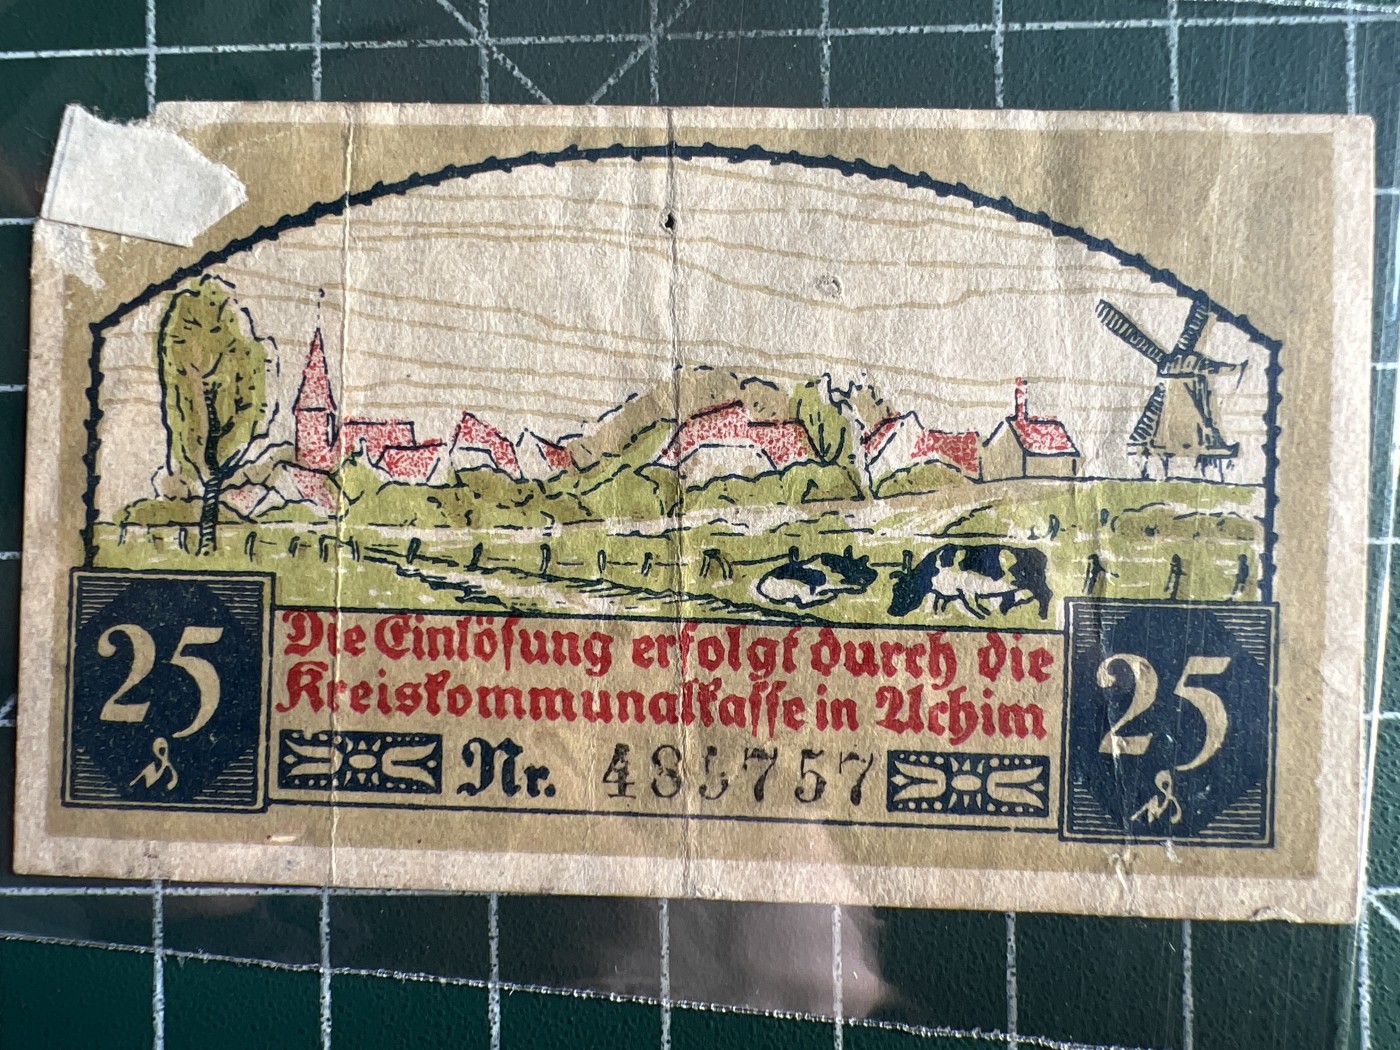 Die Einlösung erfolgt durch die
Kreiskommunalkasse in Achim
25
Nr.
25